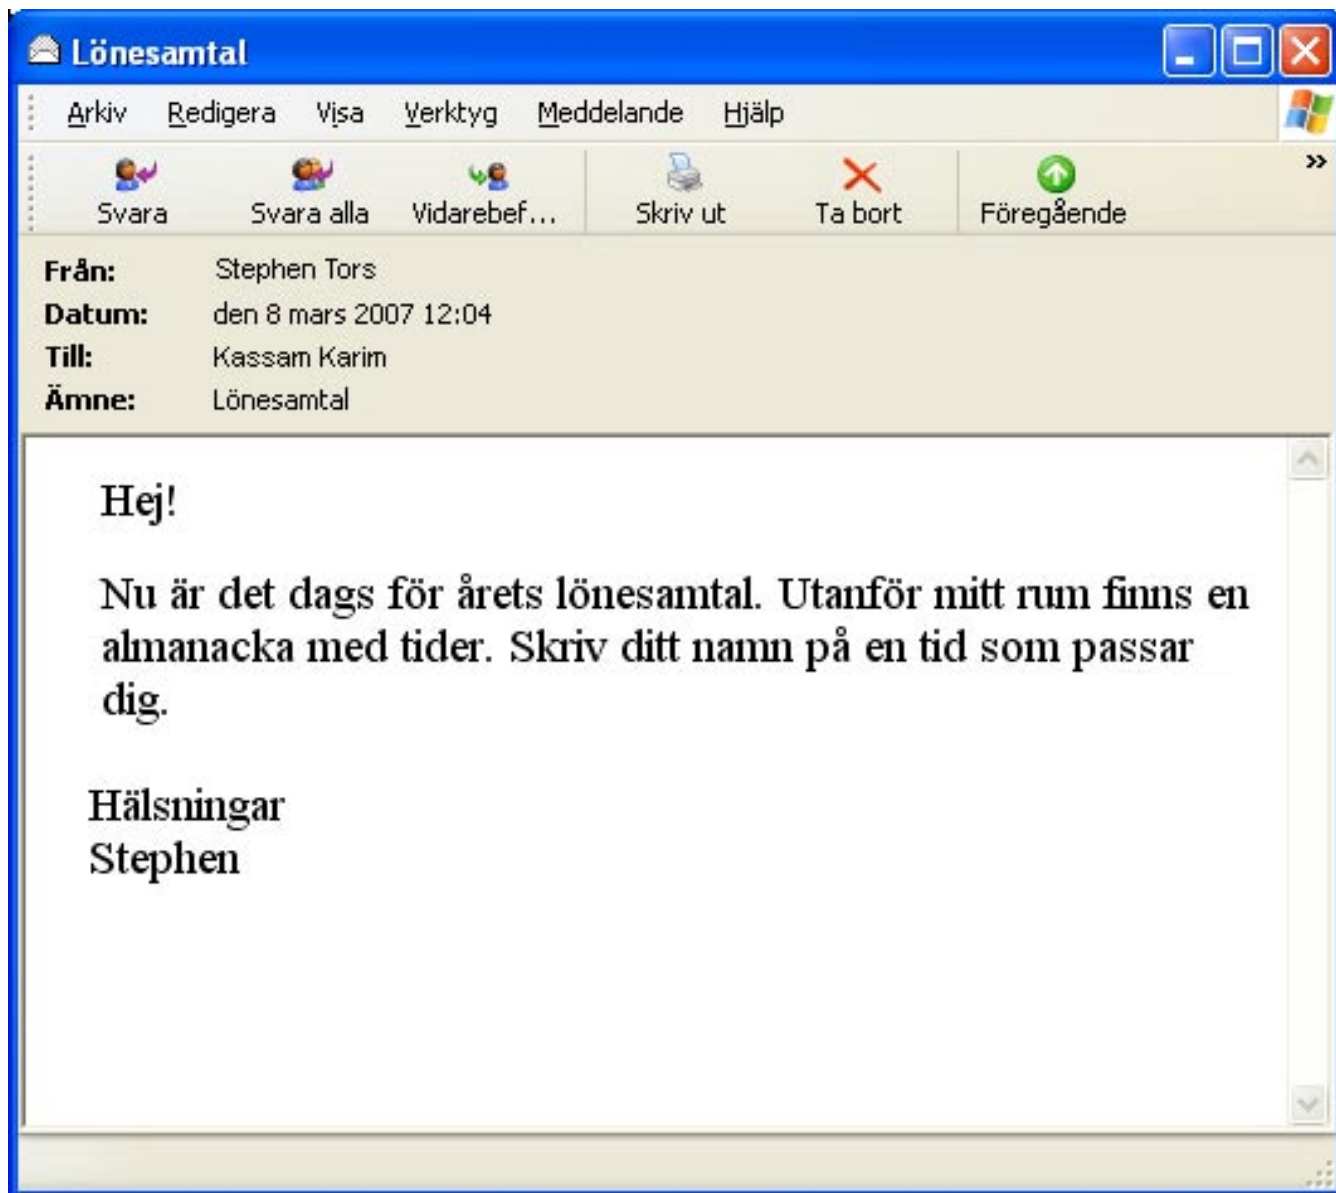 Lönesamtal
Arkiv Redigera Visa Verktyg Meddelande Hjälp
Svara Svara alla Vidarebef... Skriv ut Ta bort Föregående »
Från: Stephen Tors
Datum: den 8 mars 2007 12:04
Till: Kassam Karim
Ämne: Lönesamtal
Hej!
Nu är det dags för årets lönesamtal. Utanför mitt rum finns en
almanacka med tider. Skriv ditt namn på en tid som passar
dig.
Hälsningar
Stephen